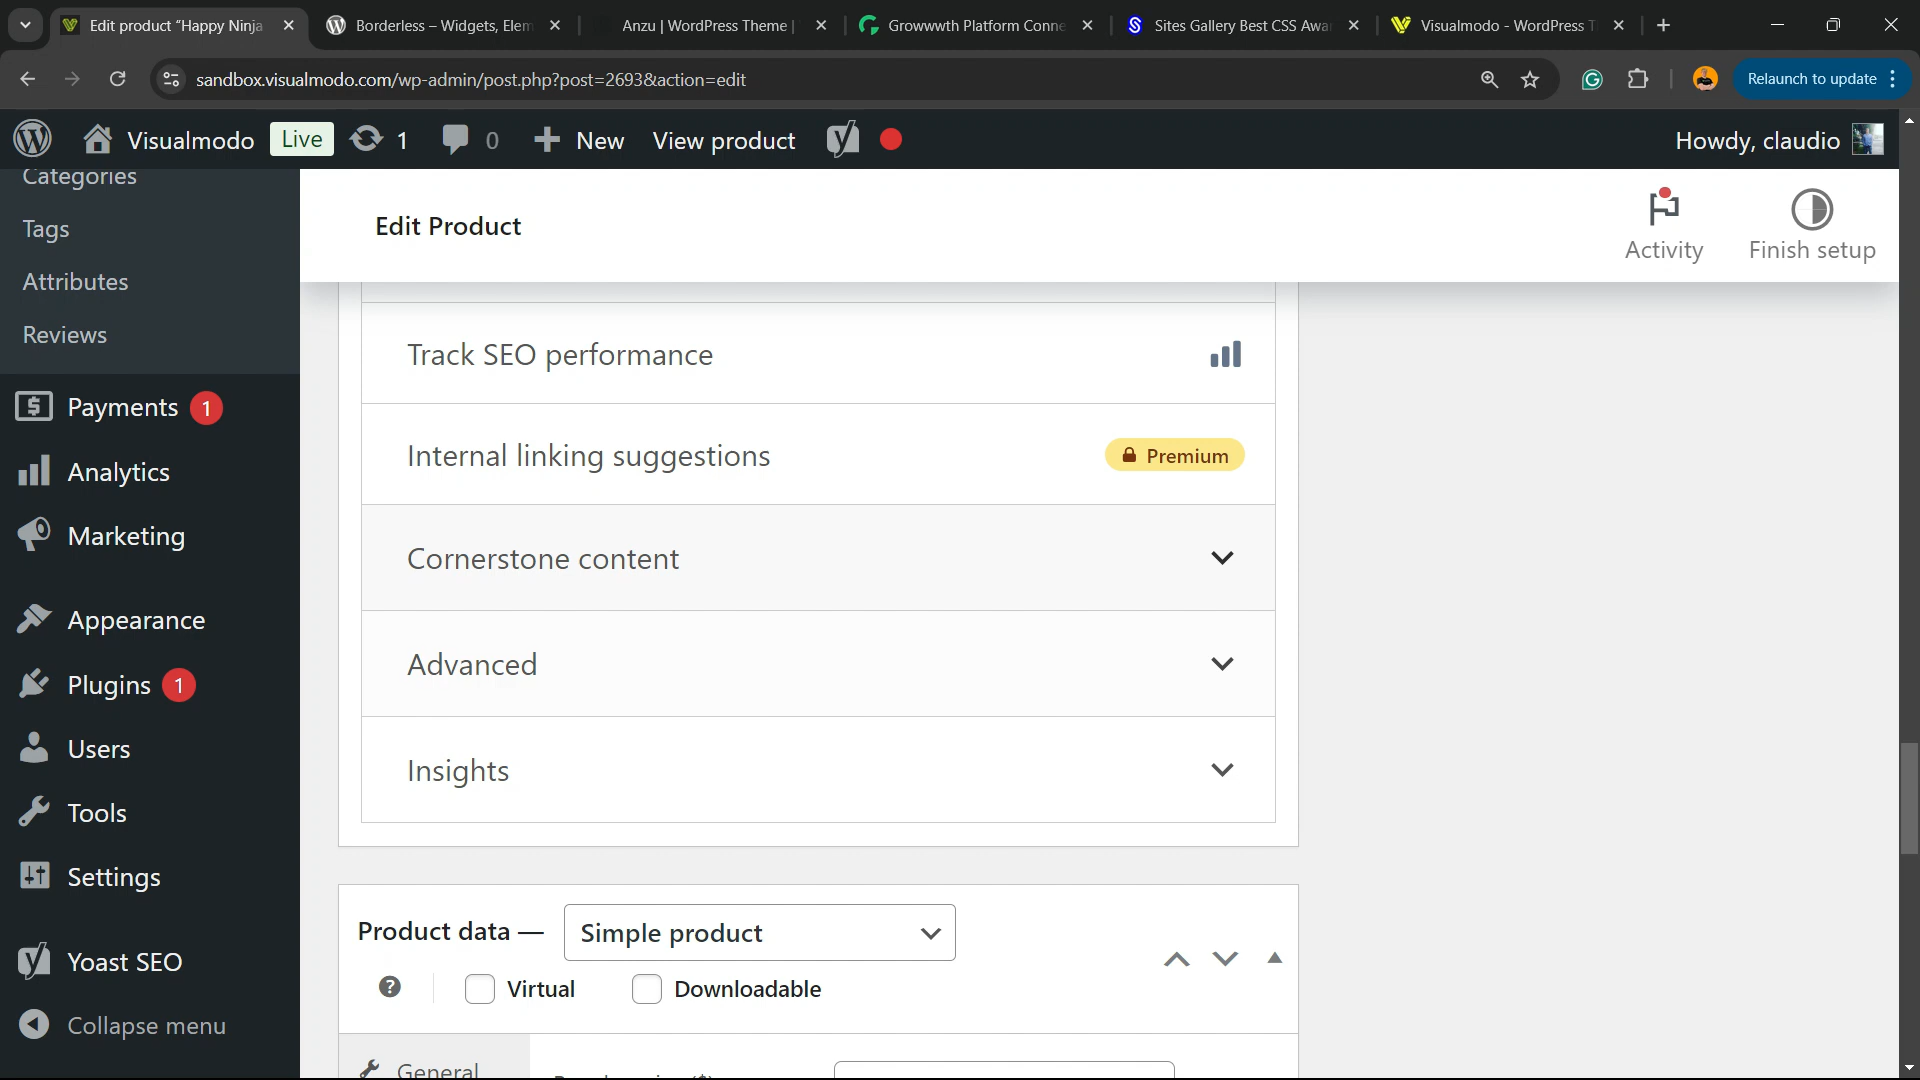 Edit product “Happy Ninja
Borderless – Widgets, Elem
Anzu | WordPress Theme |
Growwwth Platform Conne
Sites Gallery Best CSS Awa
Visualmodo - WordPress T
sandbox.visualmodo.com/wp-admin/post.php?post=2693&action=edit
Relaunch to update
Visualmodo
Live
1
0
New
View product
Howdy, claudio
Categories
Tags
Attributes
Reviews
Payments 1
Analytics
Marketing
Appearance
Plugins 1
Users
Tools
Settings
Yoast SEO
Collapse menu
Edit Product
Activity
Finish setup
Track SEO performance
Internal linking suggestions
Premium
Cornerstone content
Advanced
Insights
Product data —
Simple product
Virtual
Downloadable
General